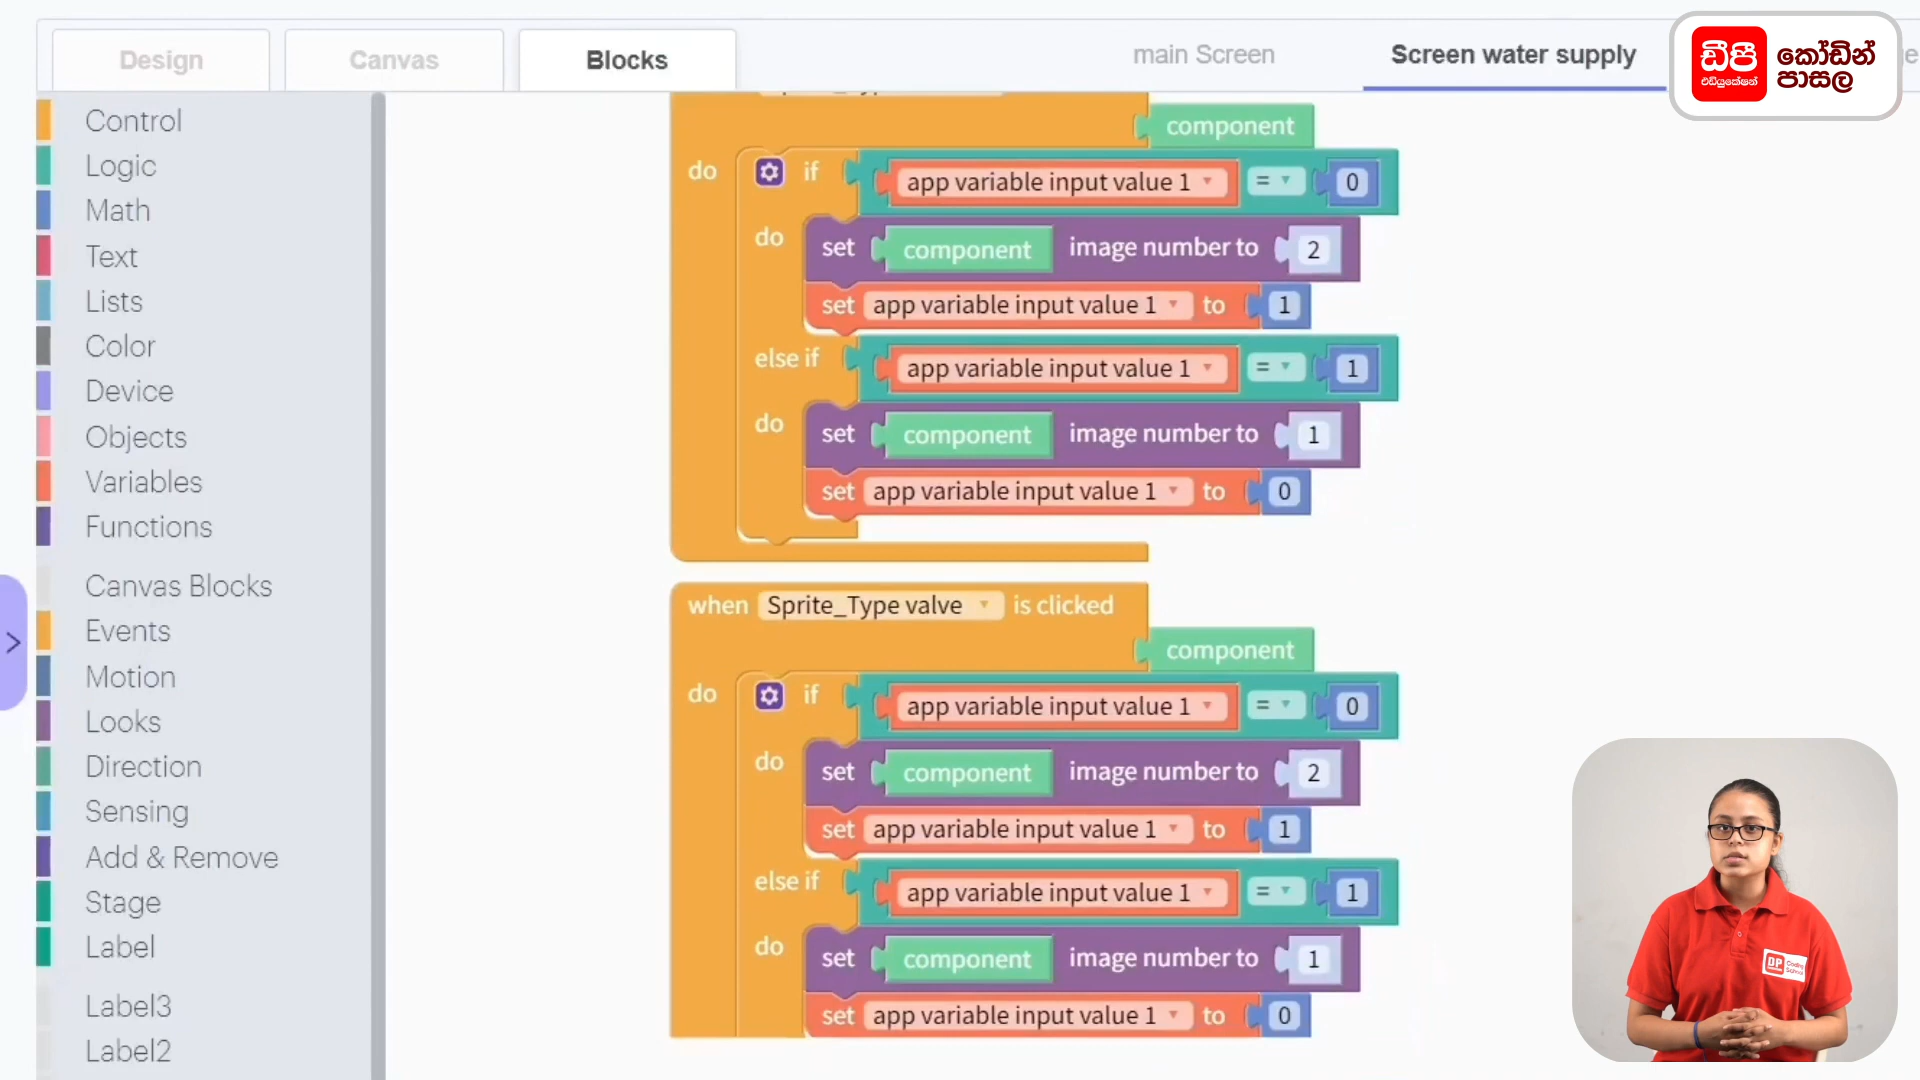 Design
Canvas
Blocks
main Screen
Screen water supply
ඩීපී
එඩියුකේෂන්
කෝඩින්
පාසල
Control
Logic
Math
Text
Lists
Color
Device
Objects
Variables
Functions
Canvas Blocks
Events
Motion
Looks
Direction
Sensing
Add & Remove
Stage
Label
Label3
Label2
component
do if app variable input value 1 = 0
do set component image number to 2
set app variable input value 1 to 1
else if app variable input value 1 = 1
do set component image number to 1
set app variable input value 1 to 0
when Sprite_Type valve is clicked
component
do if app variable input value 1 = 0
do set component image number to 2
set app variable input value 1 to 1
else if app variable input value 1 = 1
do set component image number to 1
set app variable input value 1 to 0
DP
Coding
School